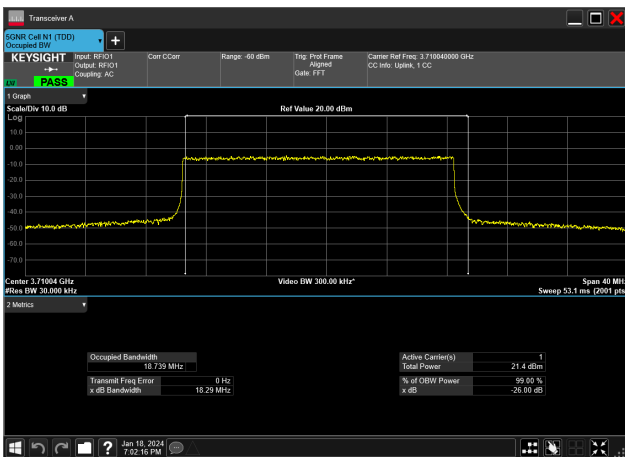 Transceiver A
5GNR Cell N1 (TDD)
Occupied BW
KEYSIGHT
PASS
Input: RFIO1
Output: RFIO1
Coupling: AC
Corr CCorr
Range: -60 dBm
Trig: Prot Frame
Aligned
Gate: FFT
Carrier Ref Freq: 3.710040000 GHz
CC Info: Uplink, 1 CC
1 Graph
Scale/Div 10.0 dB
Ref Value 20.00 dBm
Log
10.0
0.00
-10.0
-20.0
-30.0
-40.0
-50.0
-60.0
-70.0
Center 3.71004 GHz
Video BW 300.00 kHz*
Span 40 MHz
#Res BW 30.000 kHz
Sweep 53.1 ms (2001 pts
2 Metrics
Occupied Bandwidth
18.739 MHz
Transmit Freq Error 0 Hz
x dB Bandwidth 18.29 MHz
Active Carrier(s) 1
Total Power 21.4 dBm
% of OBW Power 99.00 %
x dB -26.00 dB
Jan 18, 2024
7:02:16 PM